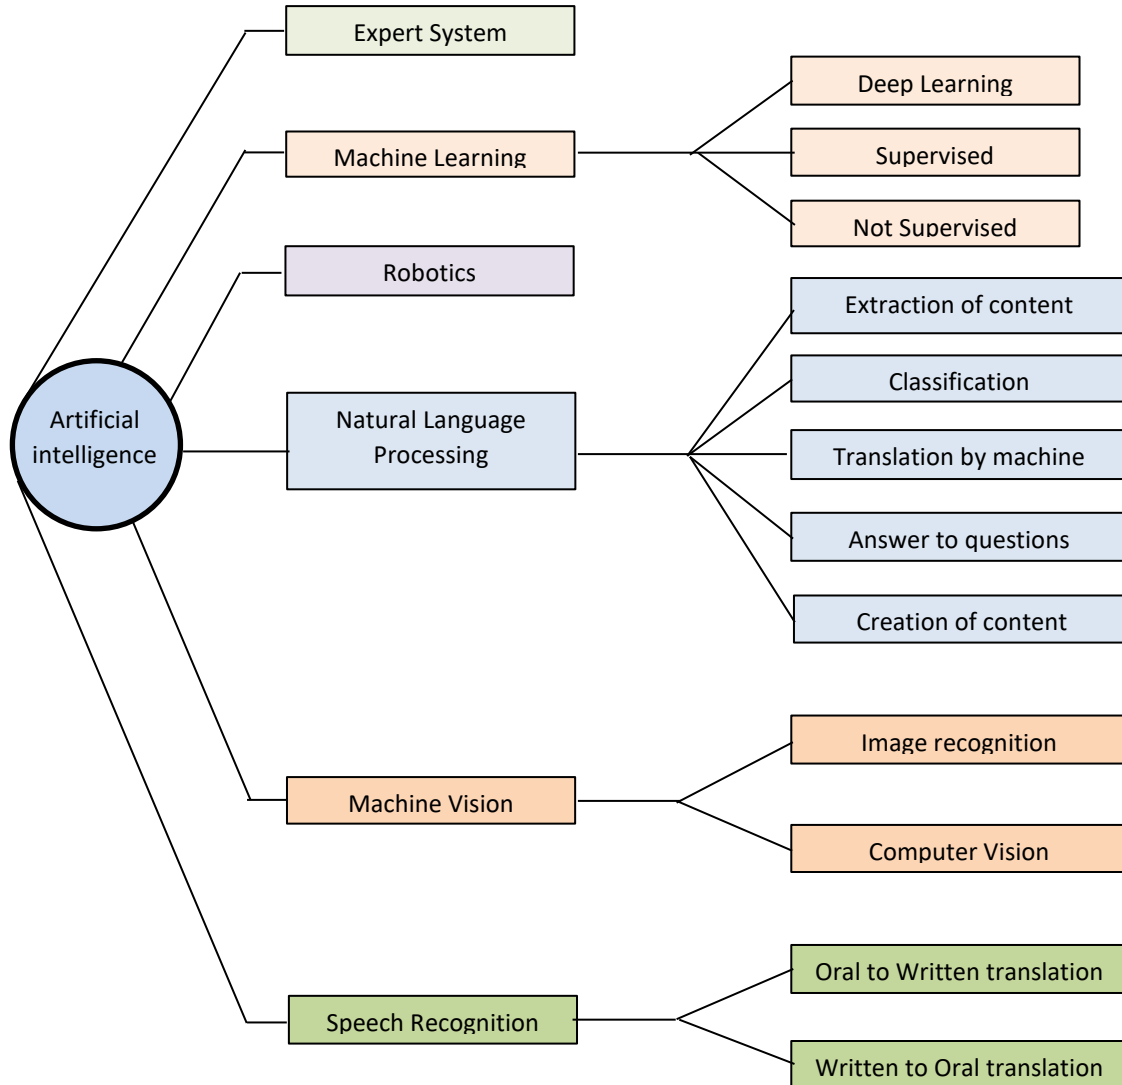 Expert System
Deep Learning
Machine Learning
Supervised
Not Supervised
Robotics
Extraction of content
Classification
Artificial
intelligence
Natural Language
Processing
Translation by machine
Answer to questions
Creation of content
Image recognition
Machine Vision
Computer Vision
Oral to Written translation
Speech Recognition
Written to Oral translation